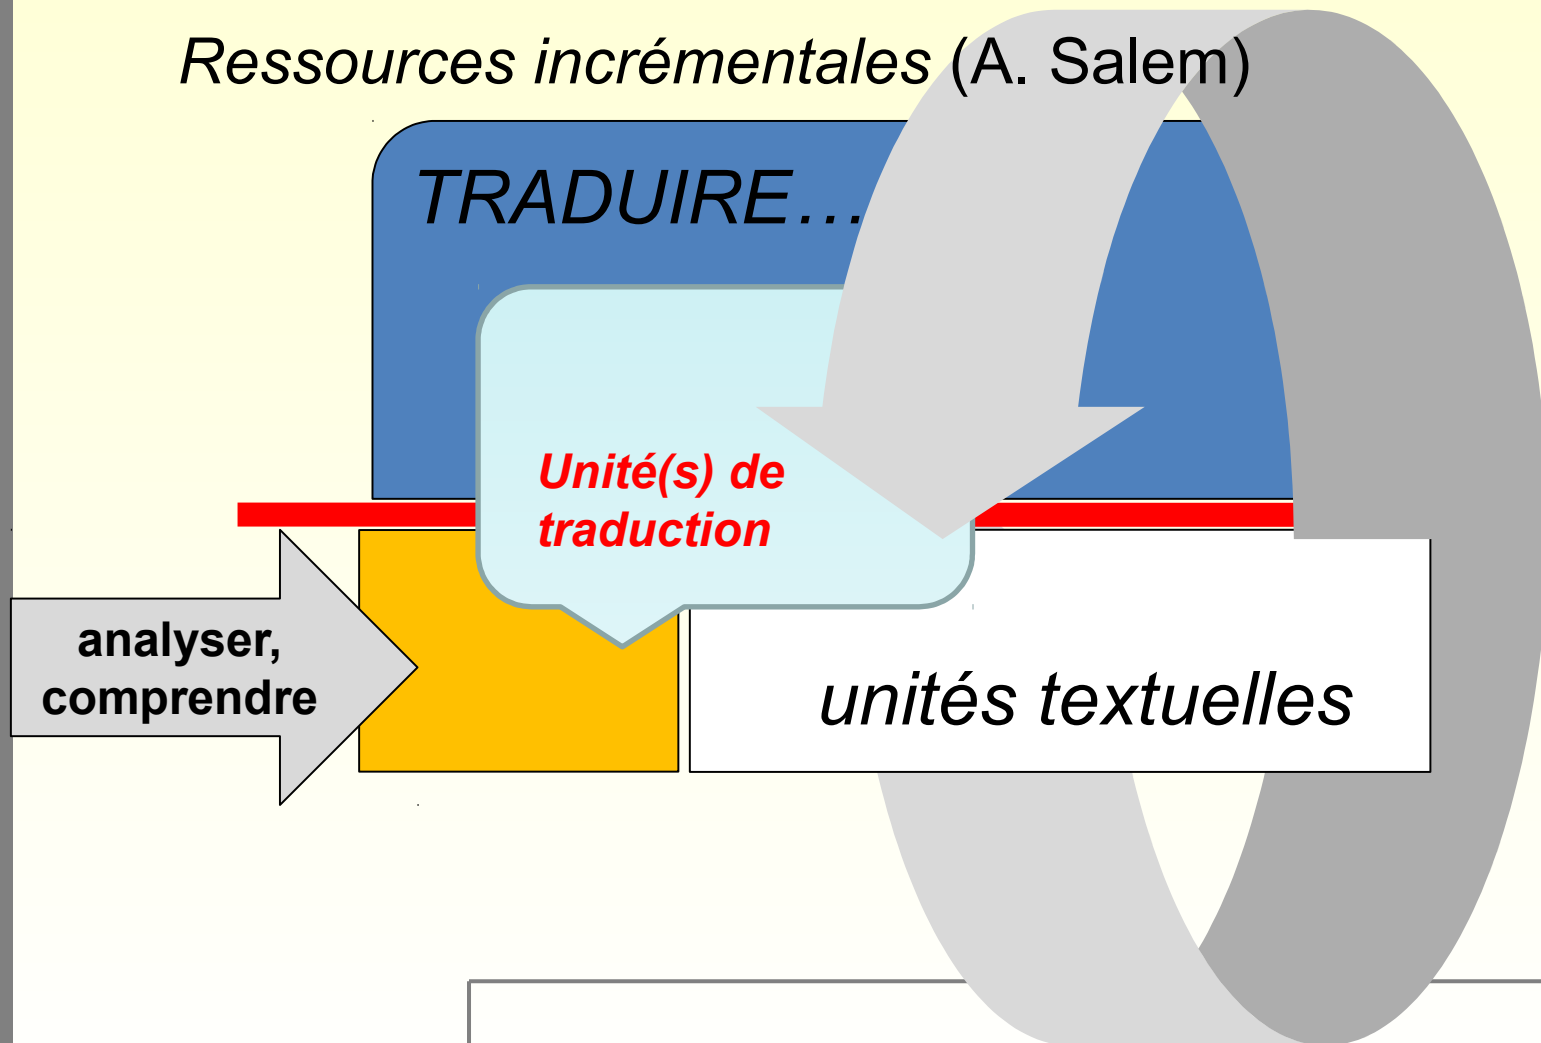 Ressources incrémentales (A. Salem)
TRADUIRE…
Unité(s) de
traduction
analyser,
comprendre
unités textuelles